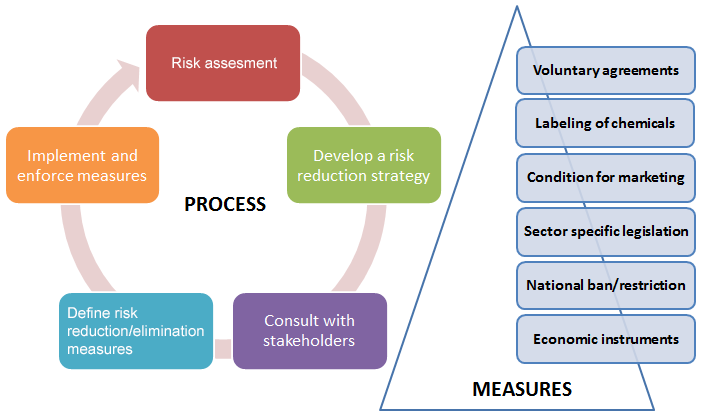 Risk assesment
Develop a risk
reduction strategy
Consult with
stakeholders
Define risk
reduction/elimination
measures
Implement and
enforce measures
PROCESS
Voluntary agreements
Labeling of chemicals
Condition for marketing
Sector specific legislation
National ban/restriction
Economic instruments
MEASURES